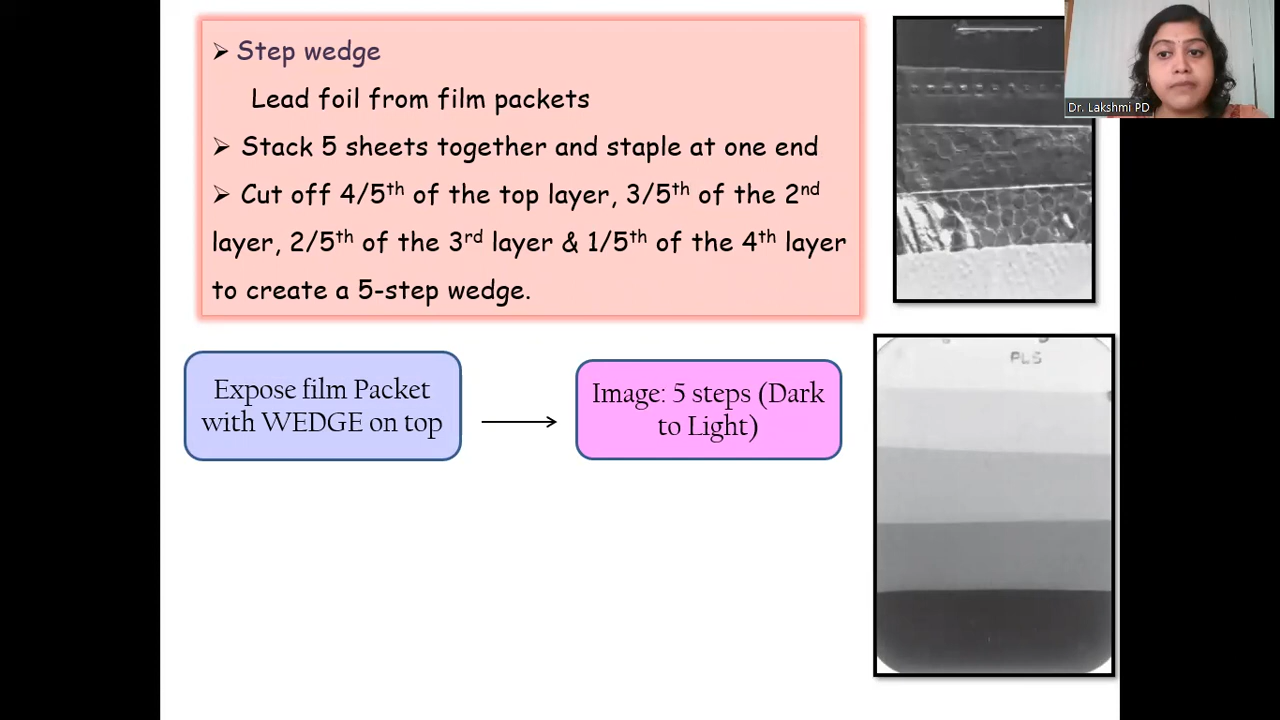 ➢ Step wedge
Lead foil from film packets
➢ Stack 5 sheets together and staple at one end
➢ Cut off 4/5th of the top layer, 3/5th of the 2nd
layer, 2/5th of the 3rd layer & 1/5th of the 4th layer
to create a 5-step wedge.
Expose film Packet
with WEDGE on top
Image: 5 steps (Dark
to Light)
Dr. Lakshmi PD
PLS